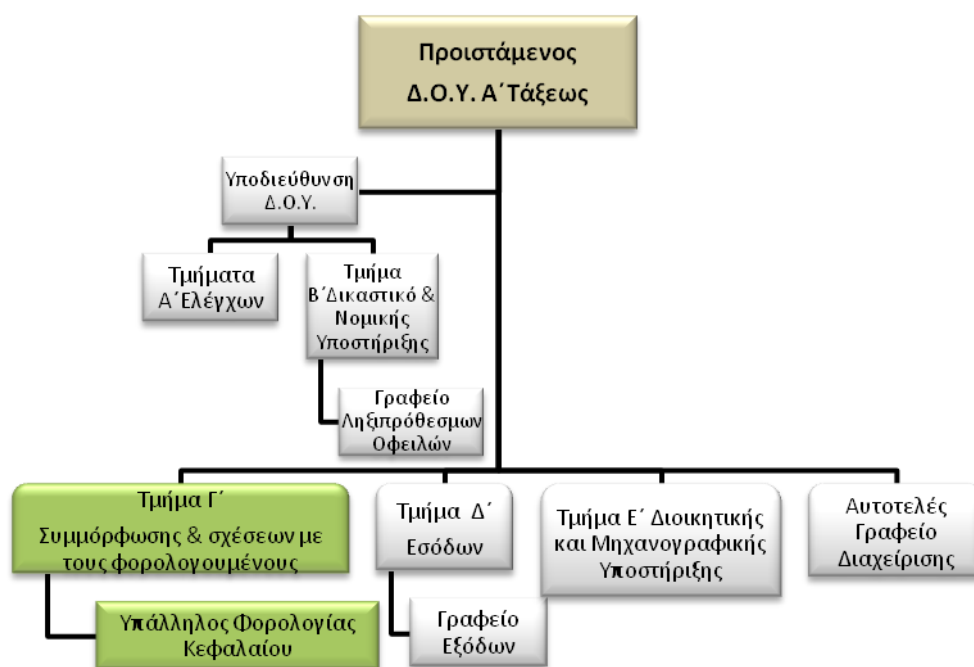 Προιστάμενος
Δ.Ο.Υ. Α΄Τάξεως
Υποδιεύθυνση
Δ.Ο.Υ.
Τμήματα
Α΄Ελέγχων
Τμήμα
Β΄Δικαστικό &
Νομικής
Υποστήριξης
Γραφείο
Ληξιπρόθεσμων
Οφειλών
Τμήμα Γ΄
Συμμόρφωσης & σχέσεων με
τους φορολογουμένους
Υπάλληλος Φορολογίας
Κεφαλαίου
Τμήμα Δ΄
Εσόδων
Γραφείο
Εξόδων
Τμήμα Ε΄ Διοικητικής
και Μηχανογραφικής
Υποστήριξης
Αυτοτελές
Γραφείο
Διαχείρισης